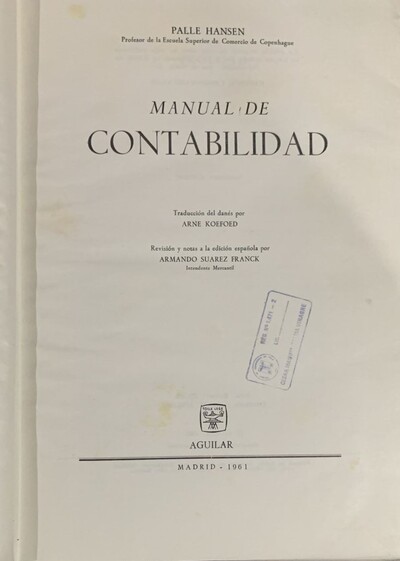 PALLE HANSEN
Profesor de la Escuela Superior de Comercio de Copenhague
MANUAL DE
CONTABILIDAD
Traducción del danés por
ARNE KOEFOED
Revisión y notas a la edición española por
ARMANDO SUAREZ FRANCK
Intendente Mercantil
AGUILAR
MADRID - 1961